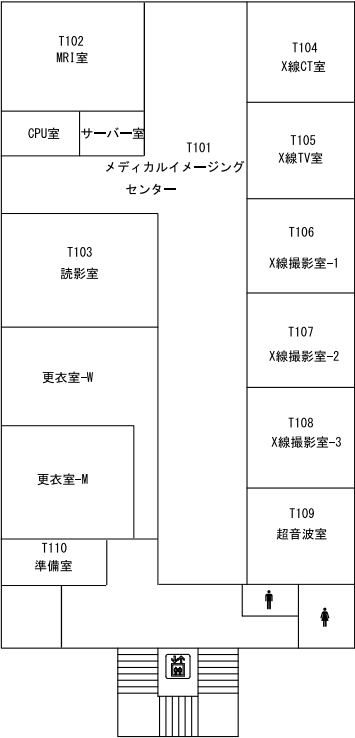 T102
MRI室
CPU室
サーバー室
T101
メディカルイメージング
センター
T104
X線CT室
T105
X線TV室
T103
読影室
T106
X線撮影室-1
更衣室-W
T107
X線撮影室-2
更衣室-M
T108
X線撮影室-3
T109
超音波室
T110
準備室